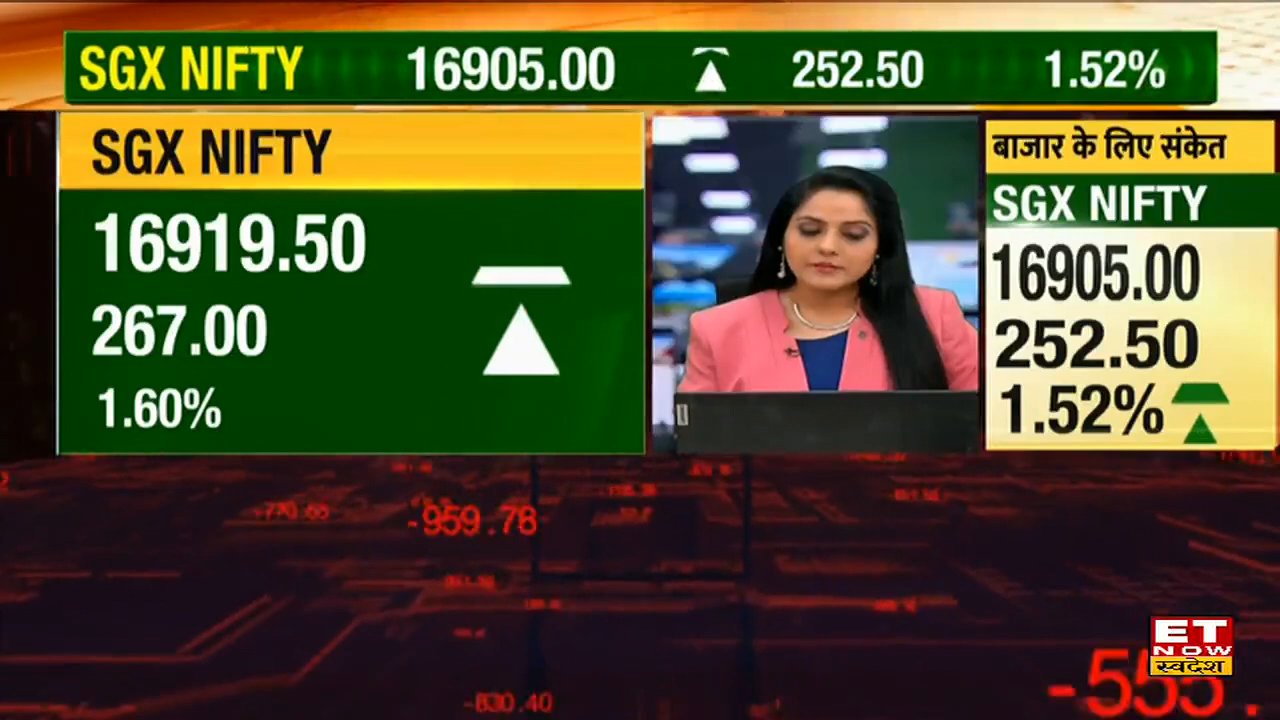 SGX NIFTY 16905.00 252.50 1.52%
SGX NIFTY
16919.50
267.00
1.60%
बाजार के लिए संकेत
SGX NIFTY
16905.00
252.50
1.52%
-959.78
-830.40
-555.
ET
NOW
स्वदेश